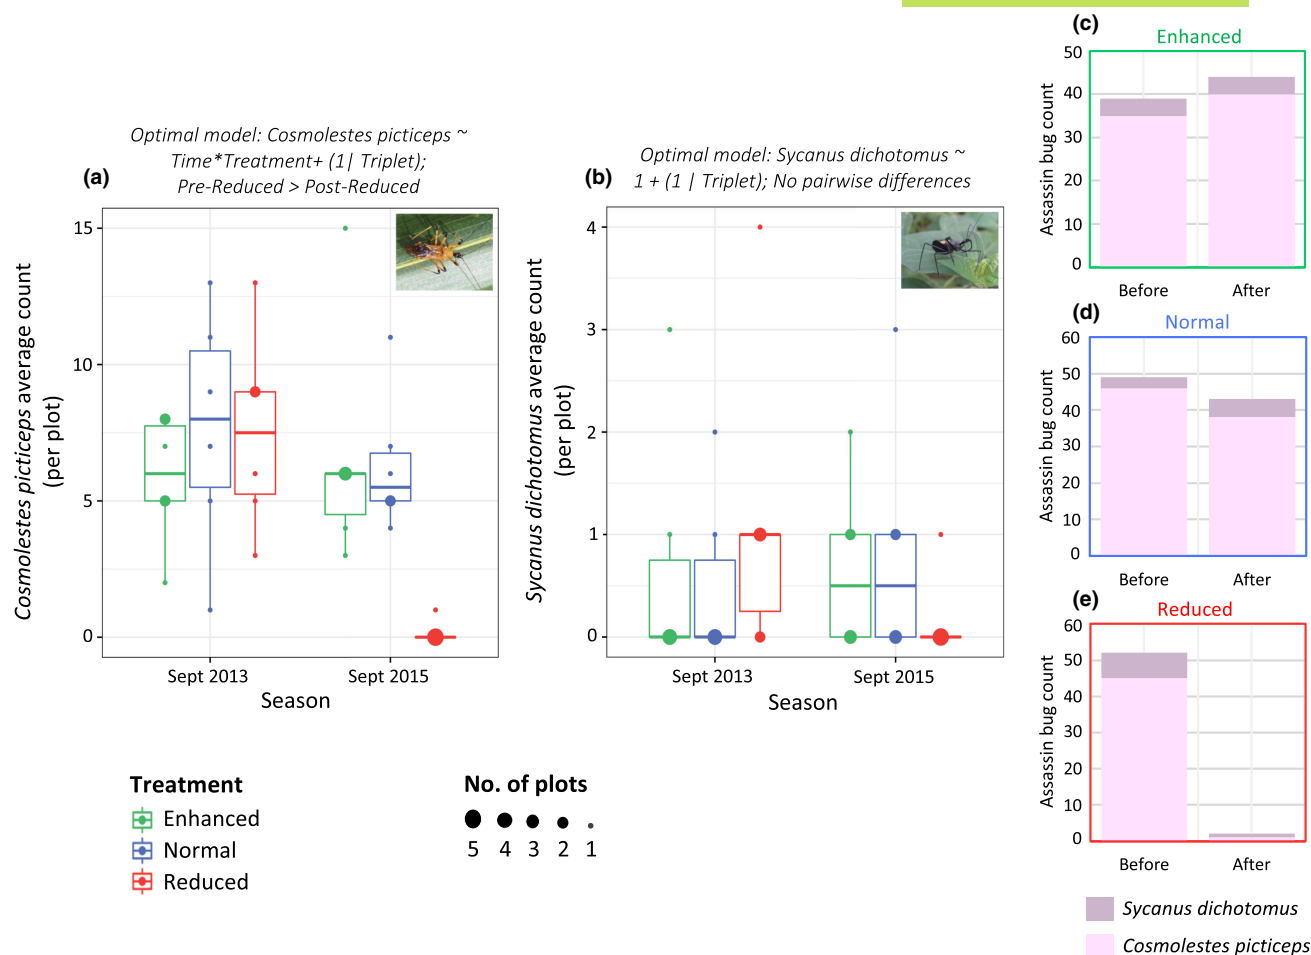 Optimal model: Cosmolestes picticeps ~
Time*Treatment+ (1| Triplet);
Pre-Reduced > Post-Reduced
(a)
15
10
5
0
Cosmolestes picticeps average count
(per plot)
Sept 2013
Sept 2015
Season
Optimal model: Sycanus dichotomus ~
1 + (1 | Triplet); No pairwise differences
(b)
4
3
2
1
0
Sycanus dichotomus average count
(per plot)
Sept 2013
Sept 2015
Season
Treatment
Enhanced
Normal
Reduced
No. of plots
5 4 3 2 1
(c)
Enhanced
50
40
30
20
10
0
Assassin bug count
Before
After
(d)
Normal
60
50
40
30
20
10
0
Assassin bug count
Before
After
(e)
Reduced
60
50
40
30
20
10
0
Assassin bug count
Before
After
Sycanus dichotomus
Cosmolestes picticeps